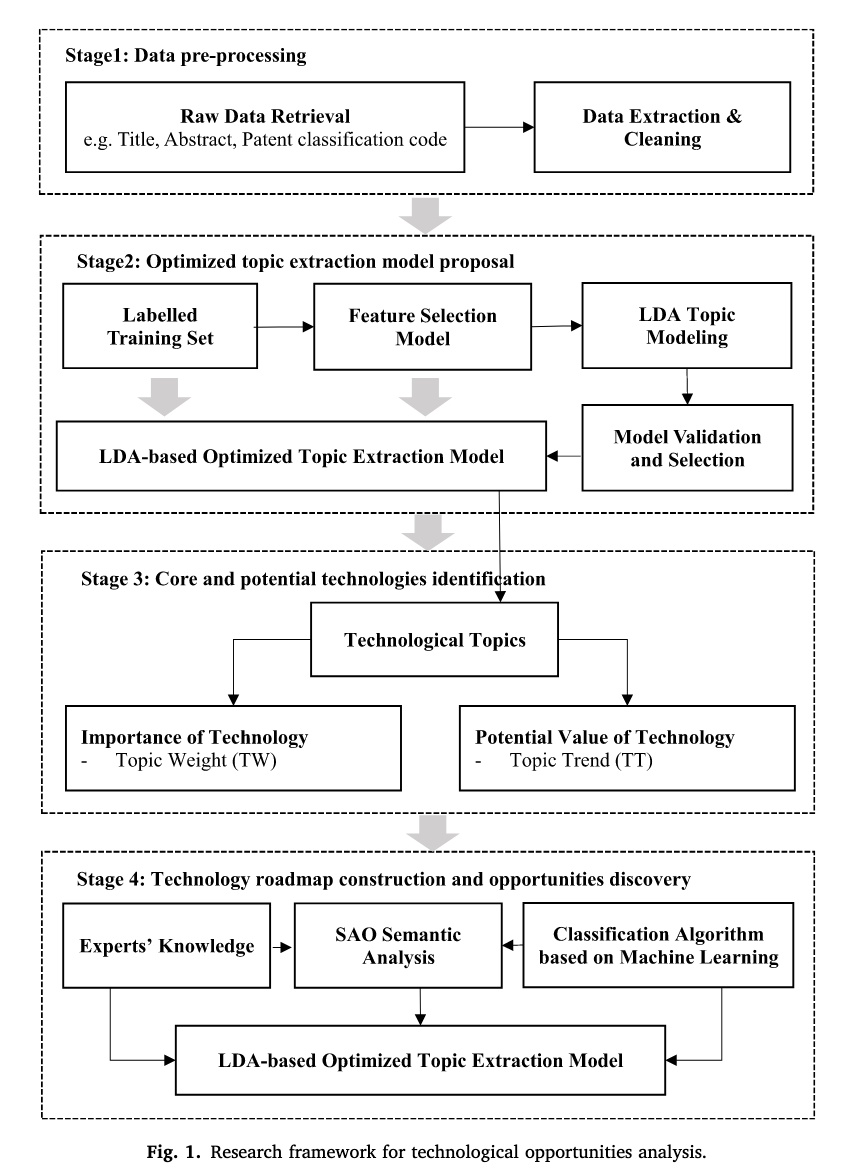 Stage1: Data pre-processing
Raw Data Retrieval
e.g. Title, Abstract, Patent classification code
Data Extraction &
Cleaning
Stage2: Optimized topic extraction model proposal
Labelled
Training Set
Feature Selection
Model
LDA Topic
Modeling
LDA-based Optimized Topic Extraction Model
Model Validation
and Selection
Stage 3: Core and potential technologies identification
Technological Topics
Importance of Technology
- Topic Weight (TW)
Potential Value of Technology
- Topic Trend (TT)
Stage 4: Technology roadmap construction and opportunities discovery
Experts’ Knowledge
SAO Semantic
Analysis
Classification Algorithm
based on Machine Learning
LDA-based Optimized Topic Extraction Model
Fig. 1. Research framework for technological opportunities analysis.